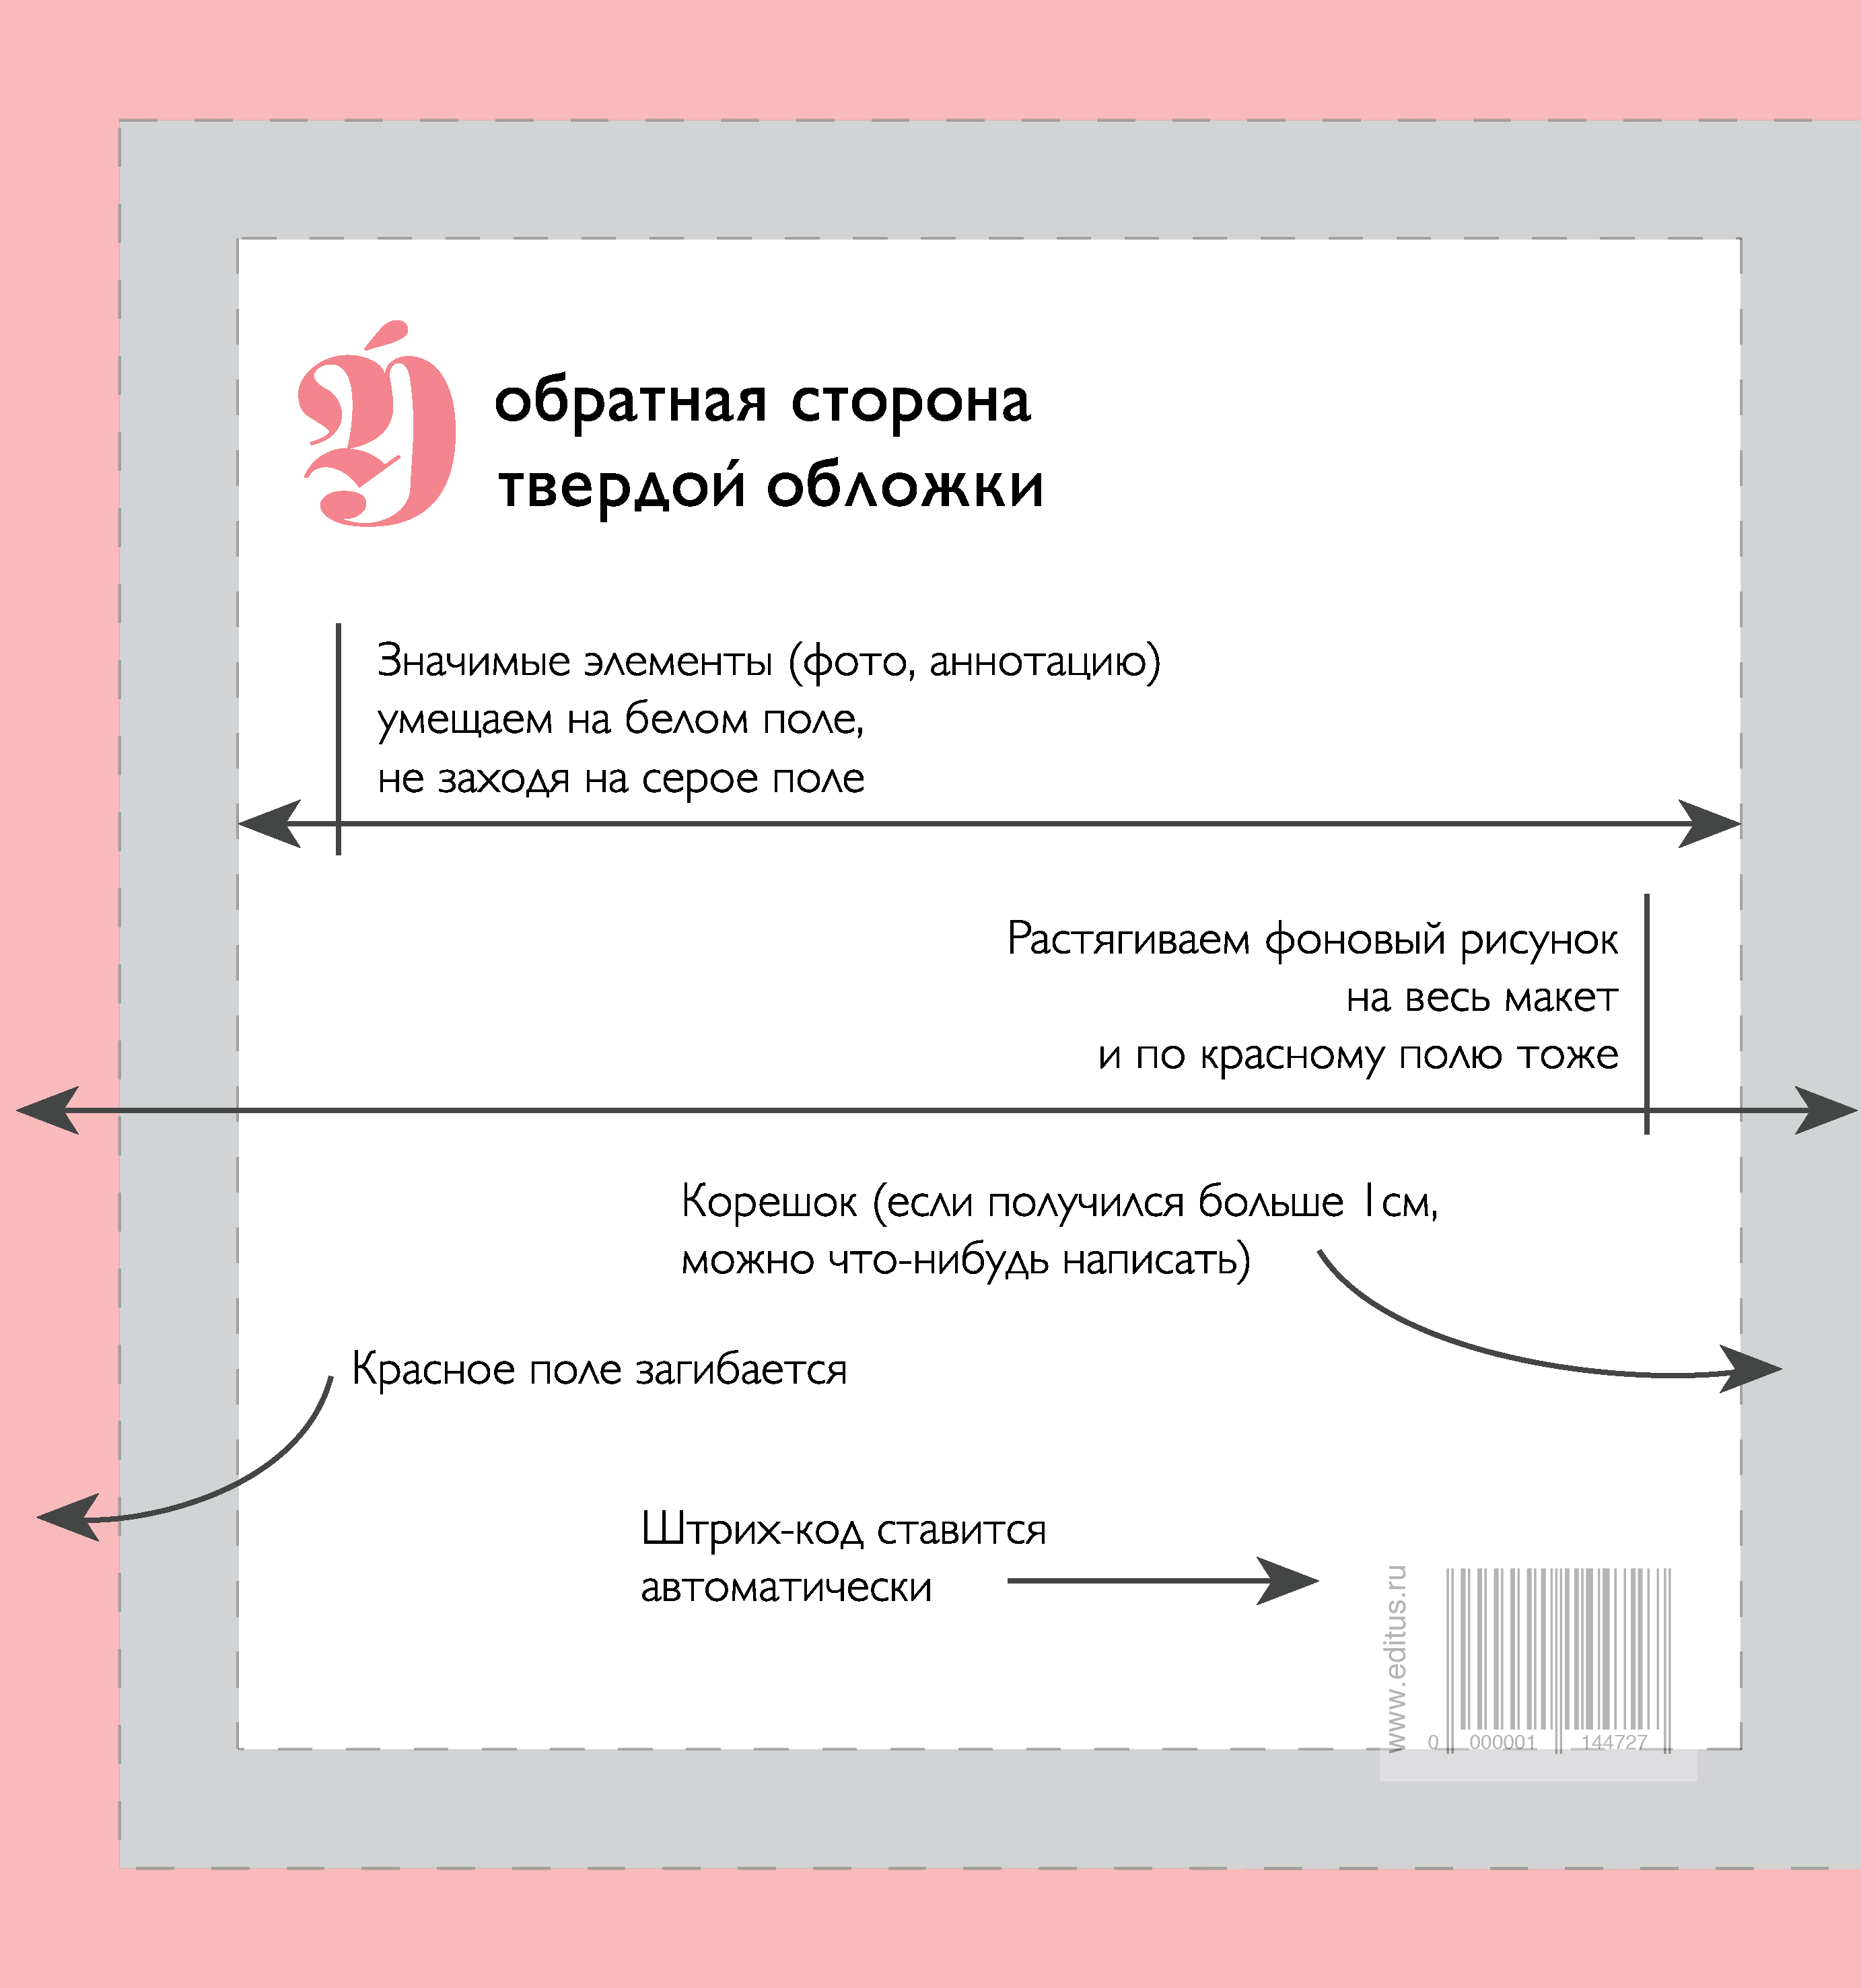 обратная сторона
твердой обложки
Значимые элементы (фото, аннотацию)
умещаем на белом поле,
не заходя на серое поле
Растягиваем фоновый рисунок
на весь макет
и по красному полю тоже
Корешок (если получился больше 1см,
можно что-нибудь написать)
Красное поле загибается
Штрих-код ставится
автоматически
www.editus.ru
0 000001 144727